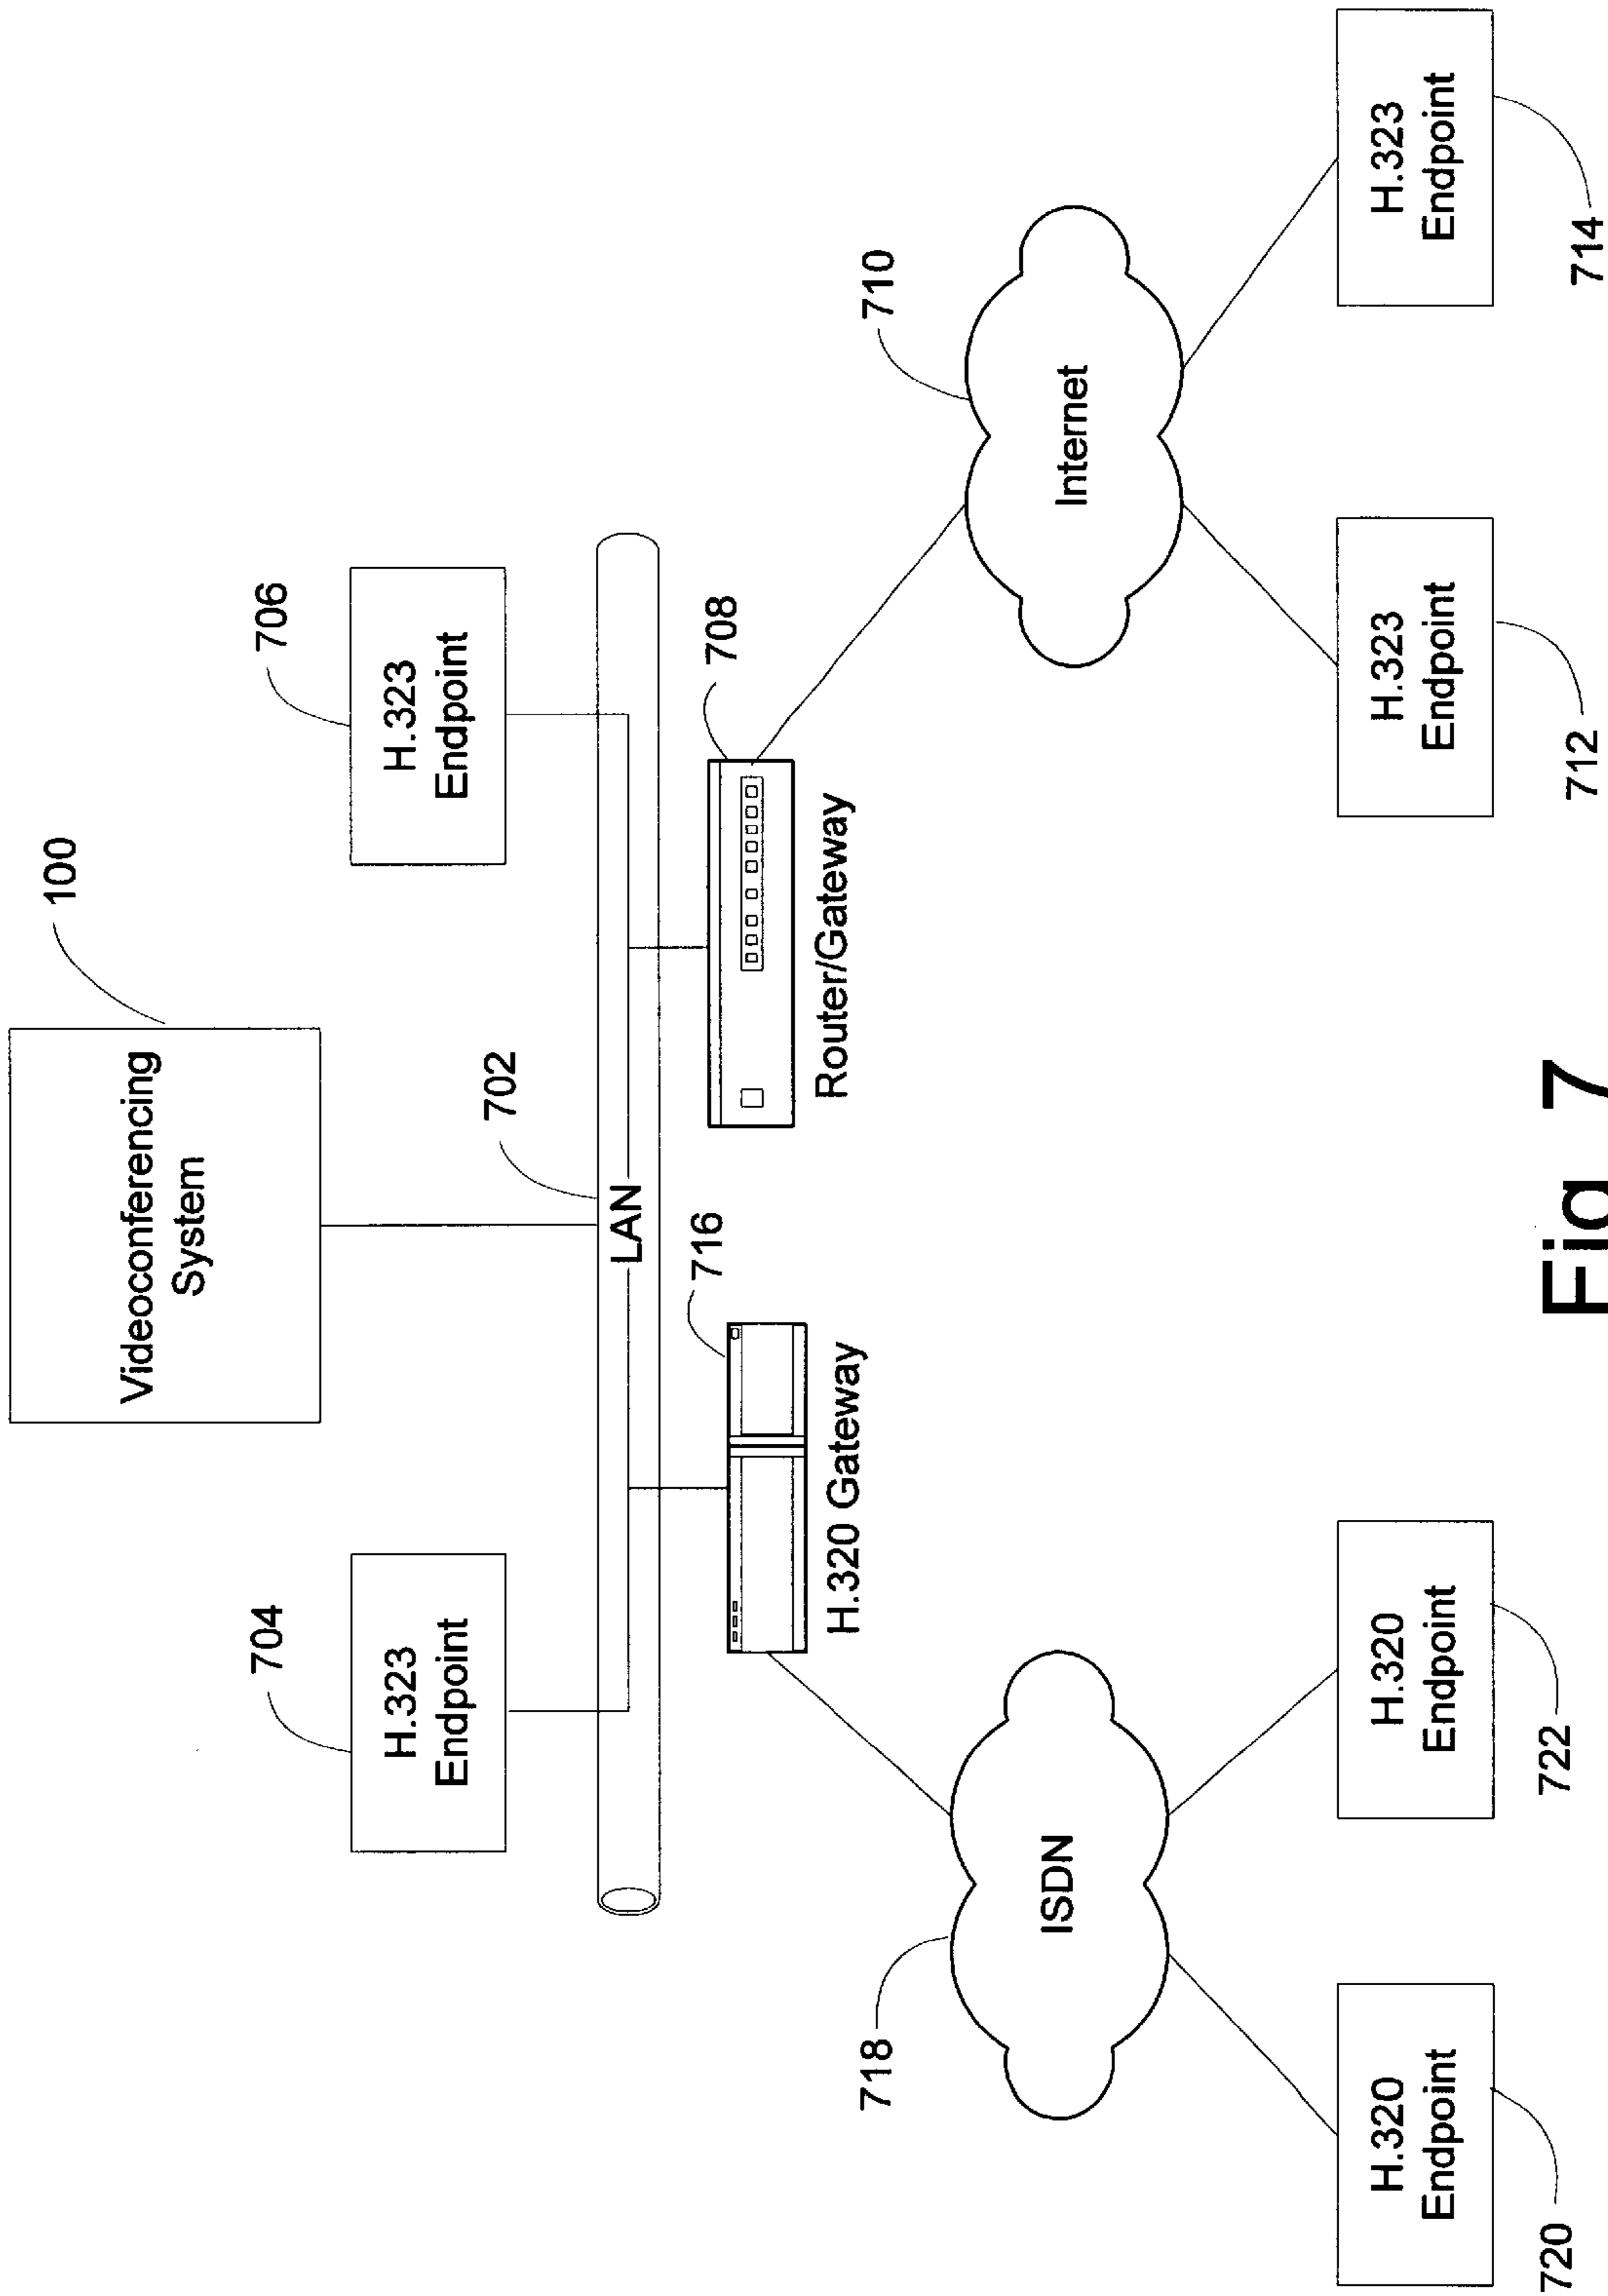 Videoconferencing
System
100
704
H.323
Endpoint
706
H.323
Endpoint
702
LAN
716
708
H.320 Gateway
Router/Gateway
718
ISDN
710
Internet
H.320
Endpoint
720
H.320
Endpoint
722
H.323
Endpoint
712
H.323
Endpoint
714
Fig 7